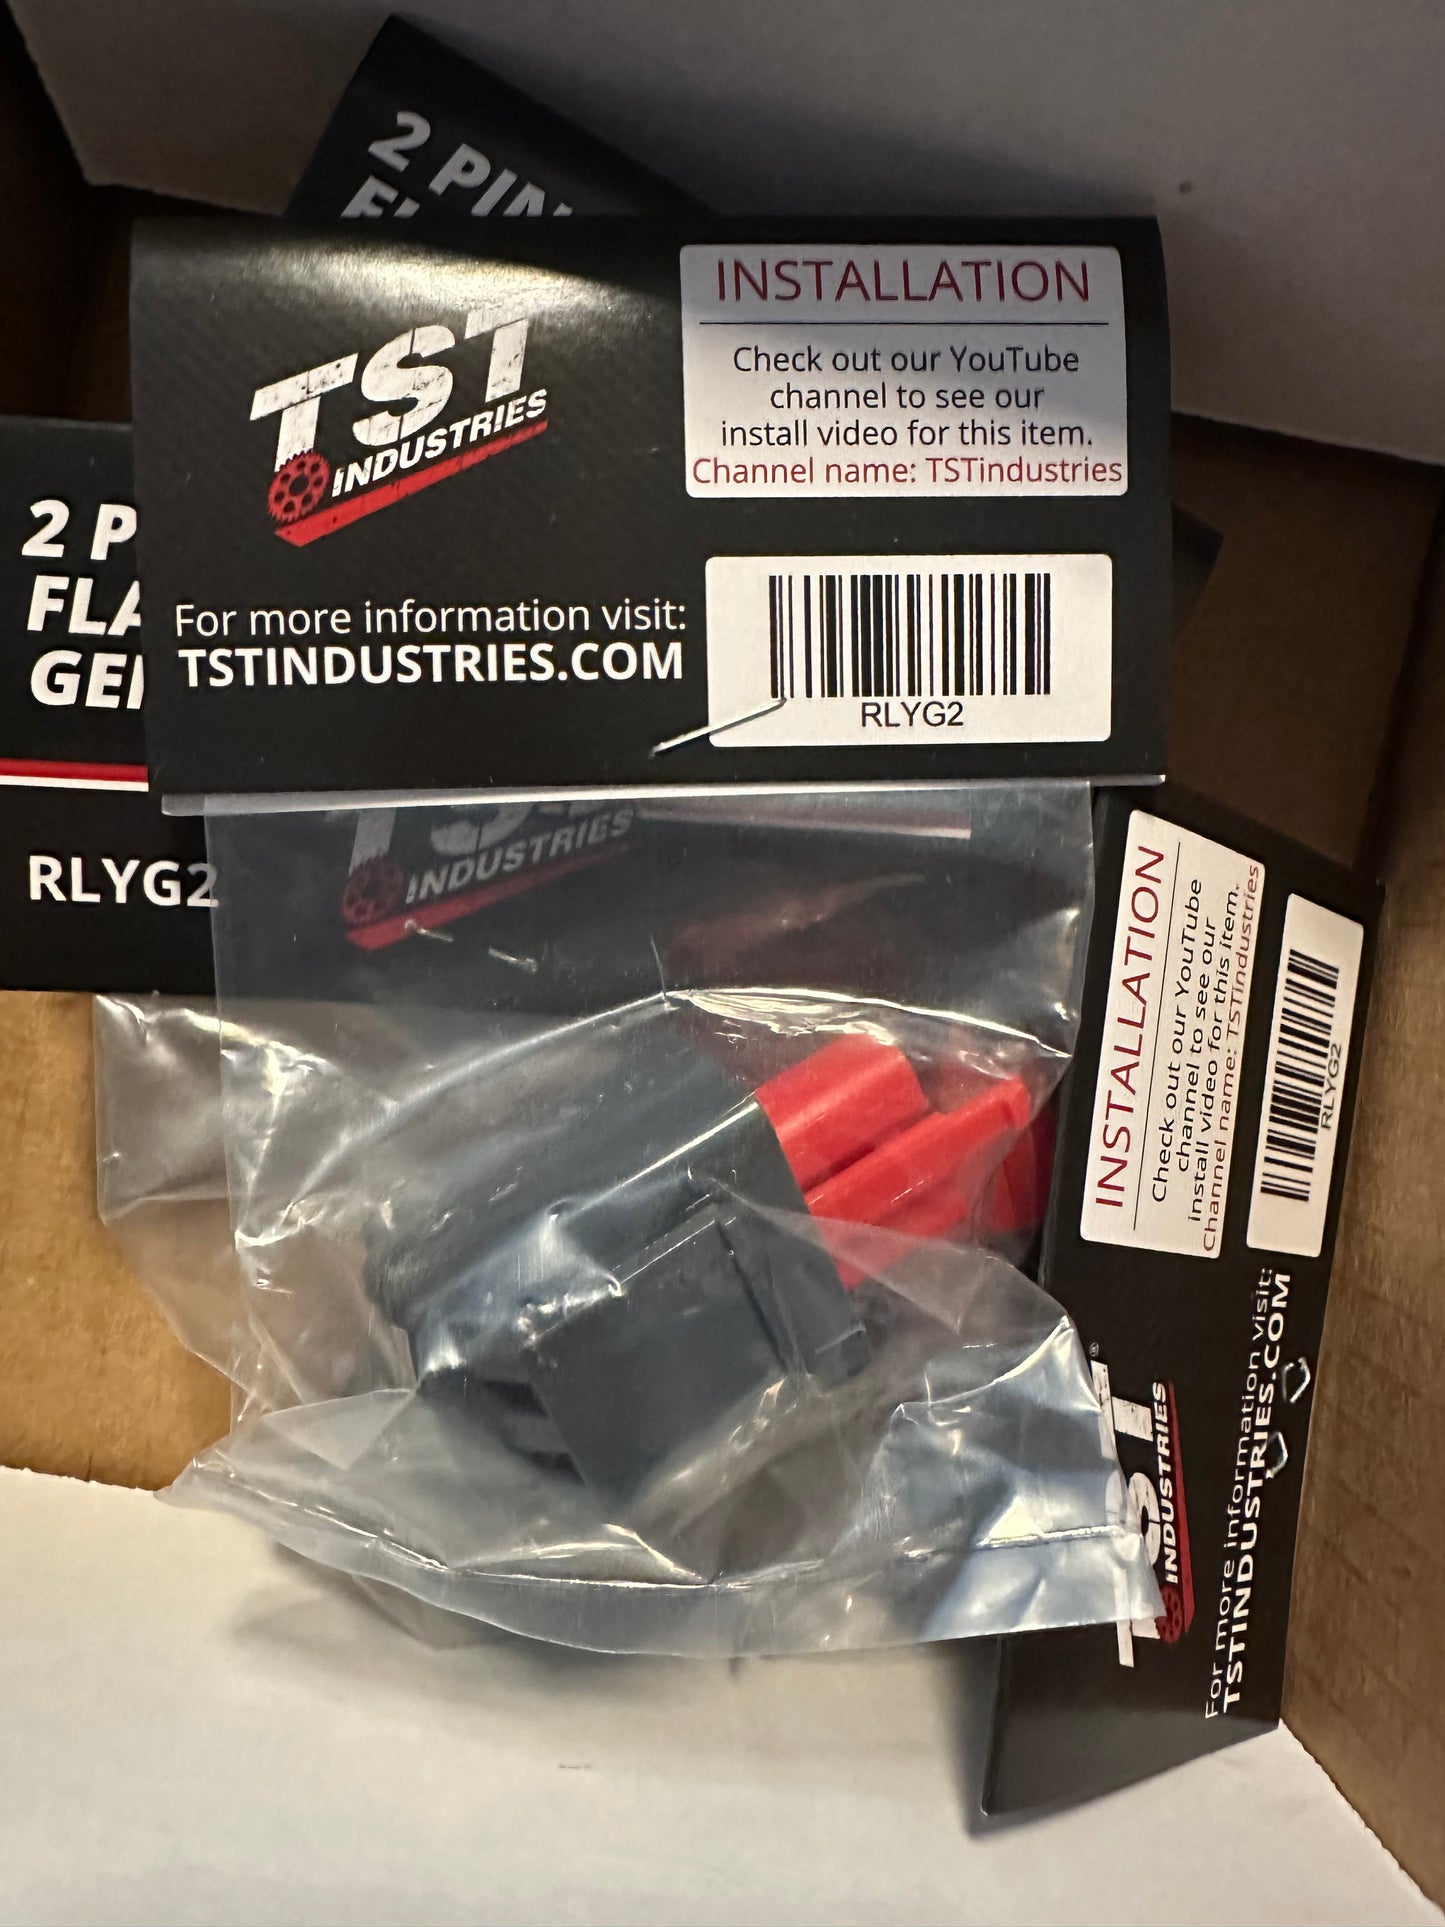 2 PIN
TST
INDUSTRIES
INSTALLATION
Check out our YouTube
channel to see our
install video for this item.
Channel name: TSTindustries
For more information visit:
TSTINDUSTRIES.COM
RLYG2
2 P
FLA
GE
RLYG2
INDUSTRIES
INSTALLATION
Check out our YouTube
channel to see our
install video for this item.
Channel name: TSTindustries
RLYG2
INDUSTRIES
For more information visit:
TSTINDUSTRIES.COM